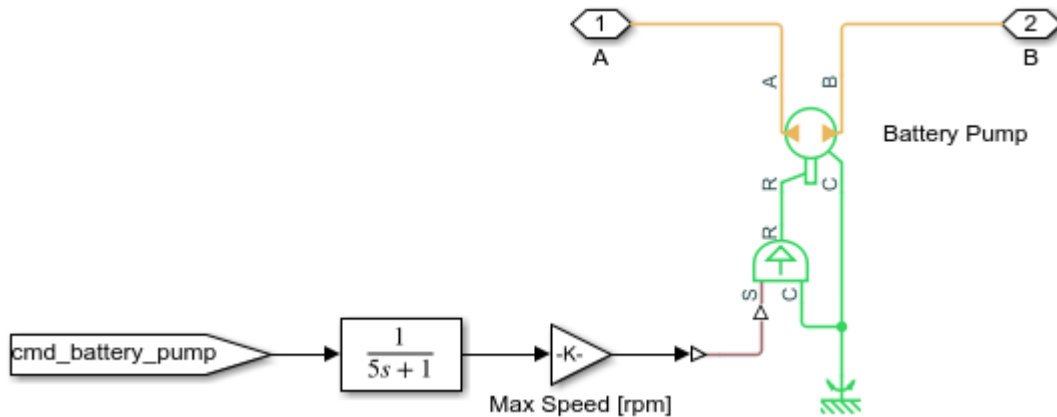 1
2
A
B
A
B
Battery Pump
R
C
R
S
C
cmd_battery_pump
1
5s + 1
-K-
Max Speed [rpm]